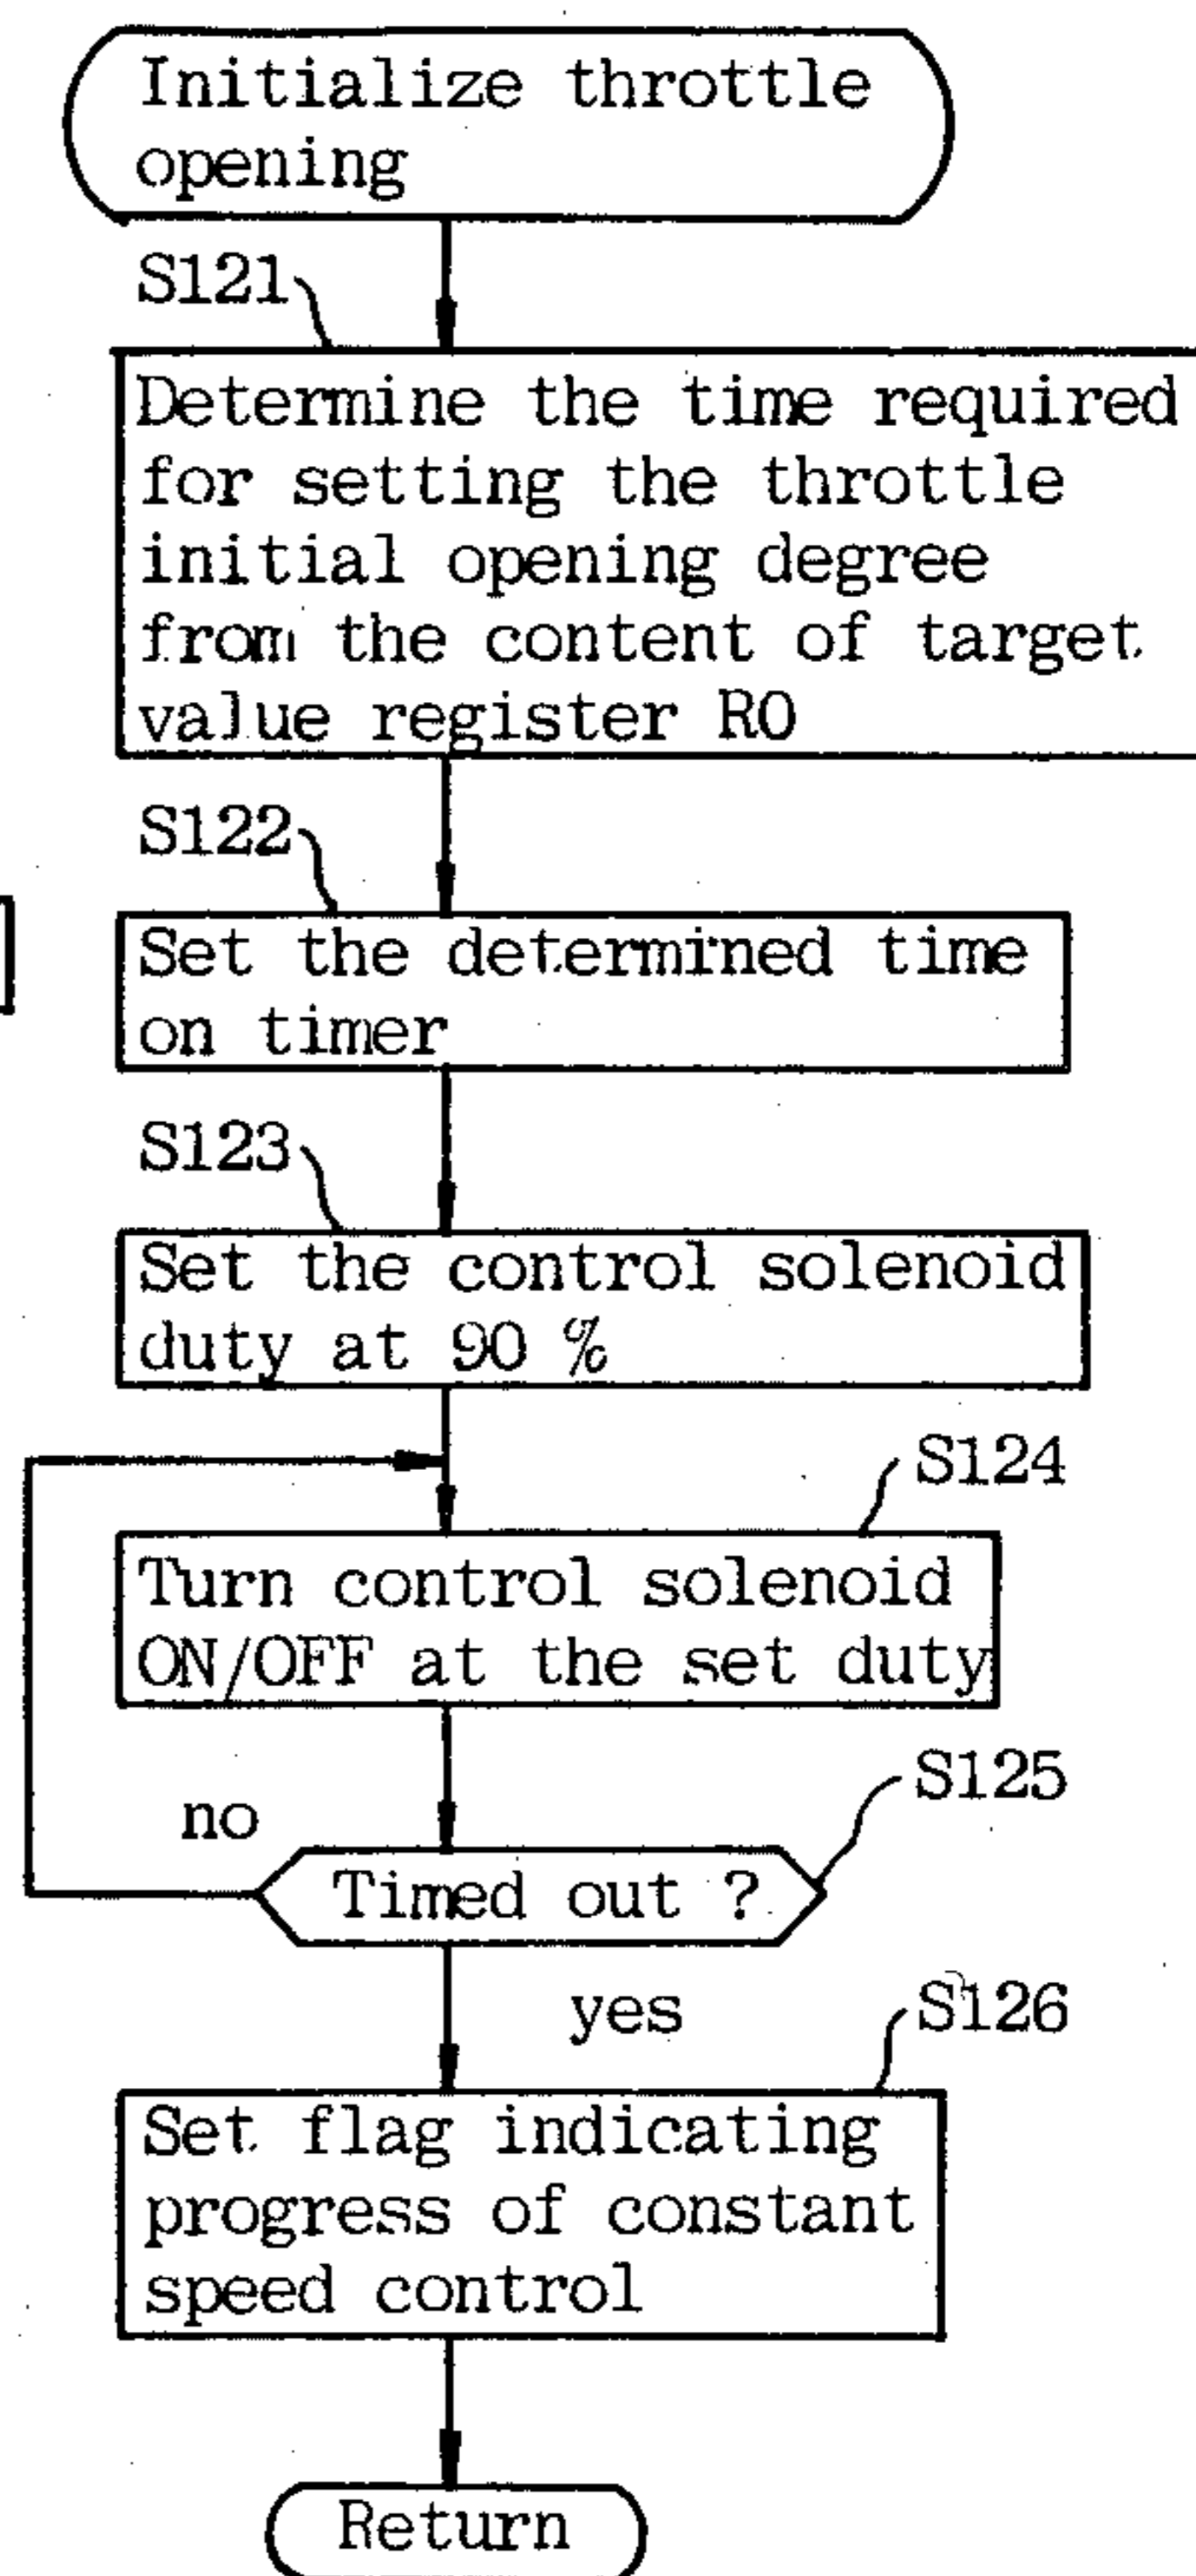 Initialize throttle
opening
S121
Determine the time required
for setting the throttle
initial opening degree
from the content of target
value register R0
S122
Set the determined time
on timer
S123
Set the control solenoid
duty at 90 %
S124
Turn control solenoid
ON/OFF at the set duty
S125
no
Timed out ?
yes
S126
Set flag indicating
progress of constant
speed control
Return